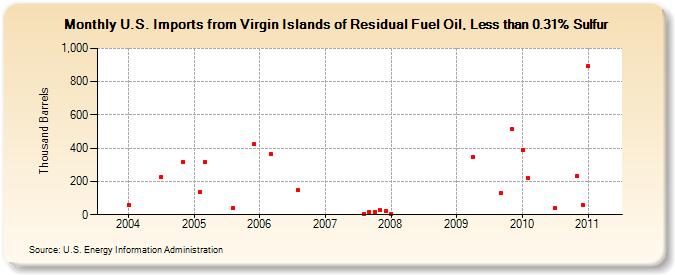 Monthly U.S. Imports from Virgin Islands of Residual Fuel Oil, Less than 0.31% Sulfur
Thousand Barrels
1,000
800
600
400
200
0
2004 2005 2006 2007 2008 2009 2010 2011
Source: U.S. Energy Information Administration